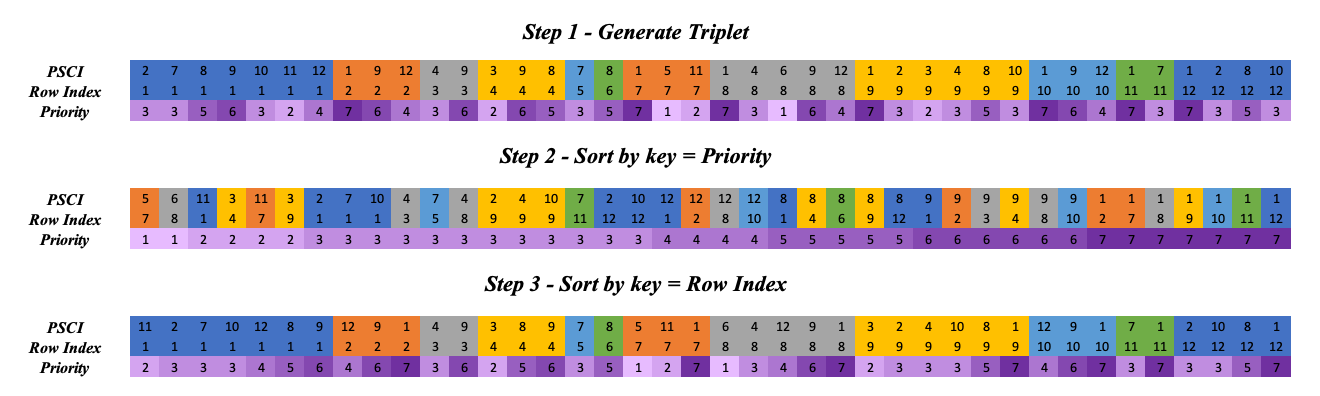 Step 1 - Generate Triplet
PSCI 2 7 8 9 10 11 12 1 9 12 4 9 3 9 8 7 8 1 5 11 1 4 6 9 12 1 2 3 4 8 10 1 9 12 1 7 1 2 8 10
Row Index 1 1 1 1 1 1 1 2 2 2 3 3 4 4 4 5 6 7 7 7 8 8 8 8 8 9 9 9 9 9 9 10 10 10 11 11 12 12 12 12
Priority 3 3 5 6 3 2 4 7 6 4 3 6 2 6 5 3 5 7 1 2 7 3 1 6 4 7 3 2 3 5 3 7 6 4 7 3 7 3 5 3
Step 2 - Sort by key = Priority
PSCI 5 6 11 3 11 3 2 7 10 4 7 4 2 4 10 7 2 10 12 12 12 12 8 8 8 8 8 9 9 9 9 9 9 1 1 1 1 1 1 1
Row Index 7 8 1 4 7 9 1 1 1 3 5 8 9 9 9 11 12 12 1 2 8 10 1 4 6 9 12 1 2 3 4 8 10 2 7 8 9 10 11 12
Priority 1 1 2 2 2 2 3 3 3 3 3 3 3 3 3 3 3 3 4 4 4 4 5 5 5 5 5 6 6 6 6 6 6 7 7 7 7 7 7 7
Step 3 - Sort by key = Row Index
PSCI 11 2 7 10 12 8 9 12 9 1 4 9 3 8 9 7 8 5 11 1 6 4 12 9 1 3 2 4 10 8 1 12 9 1 7 1 2 10 8 1
Row Index 1 1 1 1 1 1 1 2 2 2 3 3 4 4 4 5 6 7 7 7 8 8 8 8 8 9 9 9 9 9 9 10 10 10 11 11 12 12 12 12
Priority 2 3 3 3 4 5 6 4 6 7 3 6 2 5 6 3 5 1 2 7 1 3 4 6 7 2 3 3 3 5 7 4 6 7 3 7 3 3 5 7